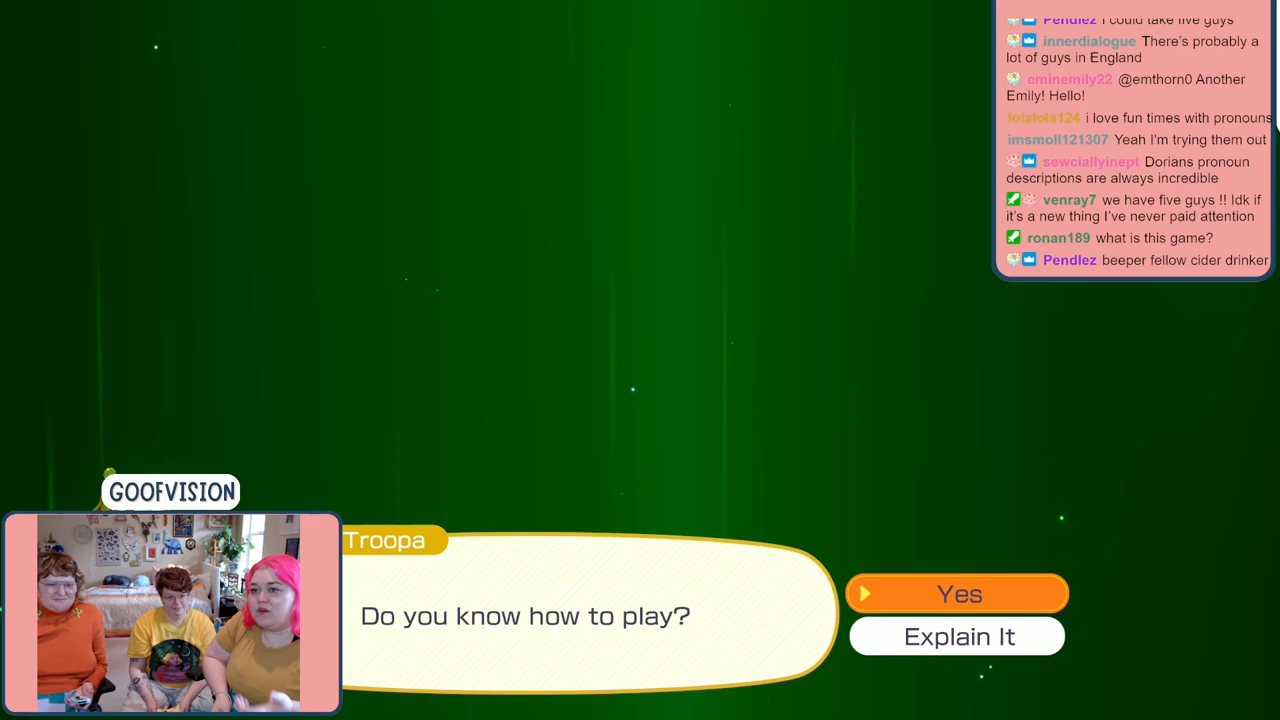 Pendlez I could take five guys
innerdialogue There's probably a
lot of guys in England
eminemily22 @emthorn0 Another
Emily! Hello!
lolalola124 i love fun times with pronouns
imsmoll121307 Yeah I'm trying them out
sewciallyinept Dorians pronoun
descriptions are always incredible
venray7 we have five guys !! Idk if
it's a new thing I've never paid attention
ronan189 what is this game?
Pendlez beeper fellow cider drinker
GOOFVISION
Troopa
Do you know how to play?
Yes
Explain It